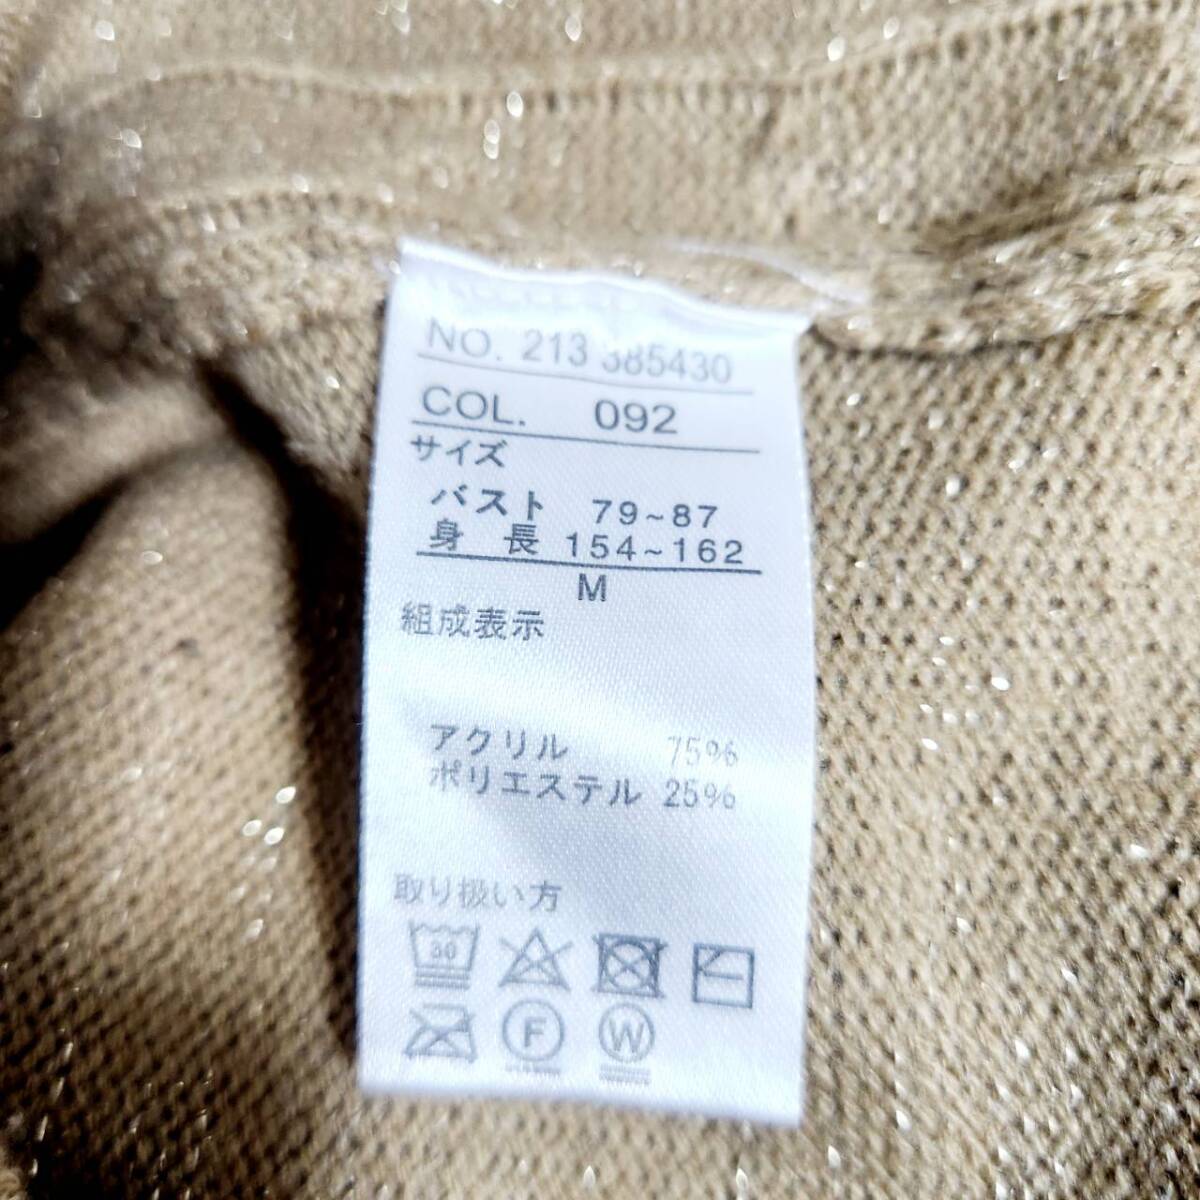 NO. 213 385430
COL. 092
サイズ
バスト 79~87
身長 154~162
M
組成表示
アクリル 75%
ポリエステル 25%
取り扱い方
30
F
W